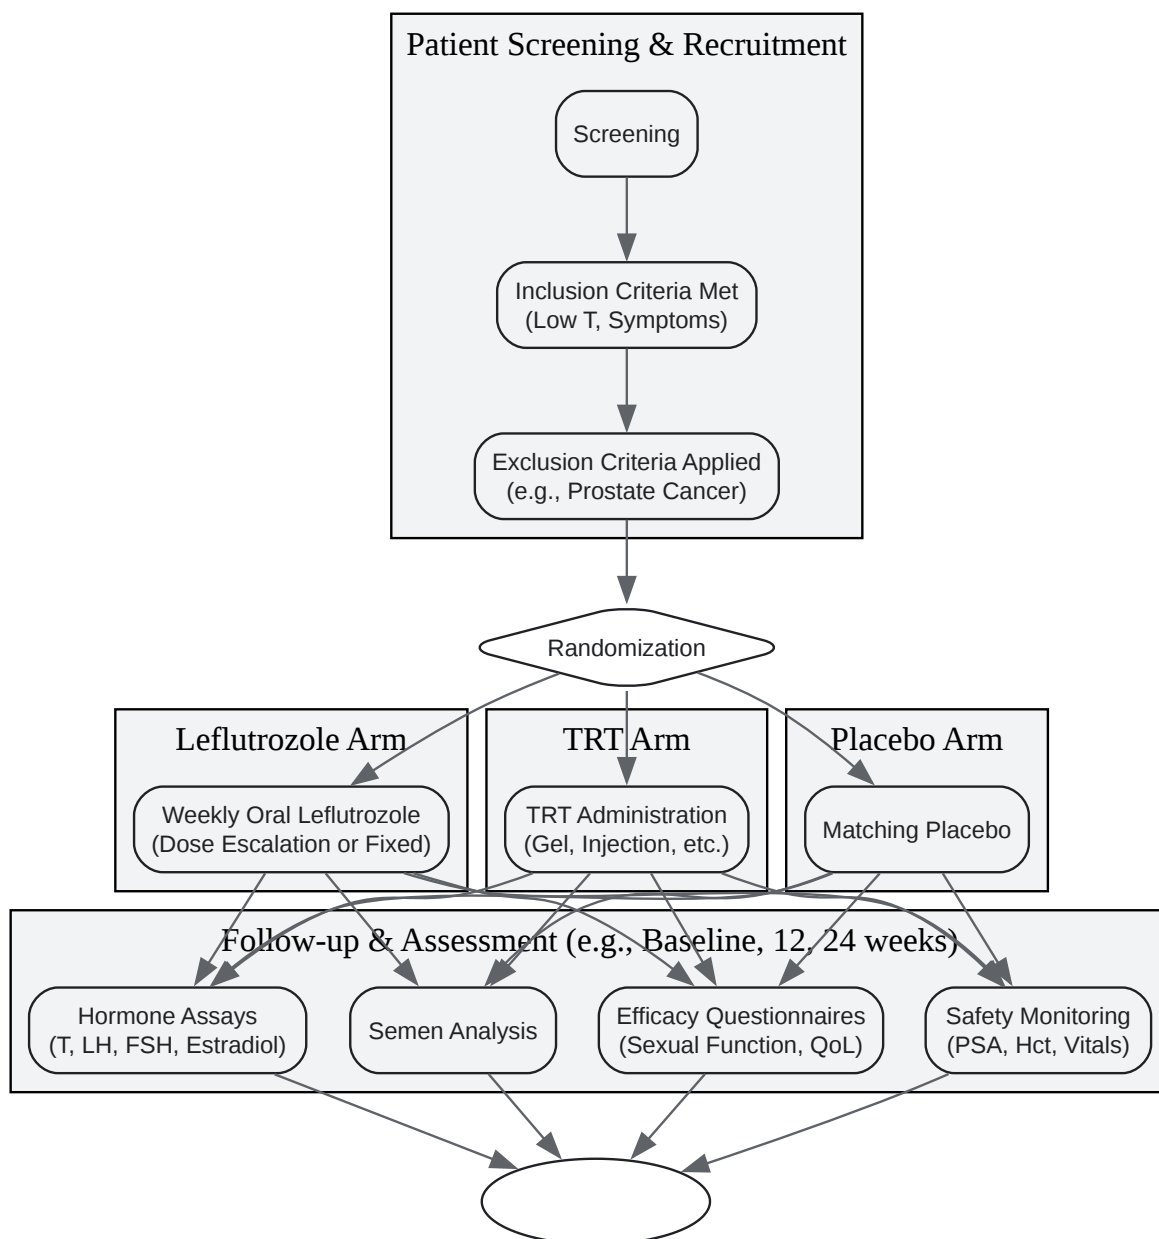 Patient Screening & Recruitment
Screening
Inclusion Criteria Met
(Low T, Symptoms)
Exclusion Criteria Applied
(e.g., Prostate Cancer)
Randomization
Leflutrozole Arm
TRT Arm
Placebo Arm
Weekly Oral Leflutrozole
(Dose Escalation or Fixed)
TRT Administration
(Gel, Injection, etc.)
Matching Placebo
Follow-up & Assessment (e.g., Baseline, 12, 24 weeks)
Hormone Assays
(T, LH, FSH, Estradiol)
Semen Analysis
Efficacy Questionnaires
(Sexual Function, QoL)
Safety Monitoring
(PSA, Hct, Vitals)